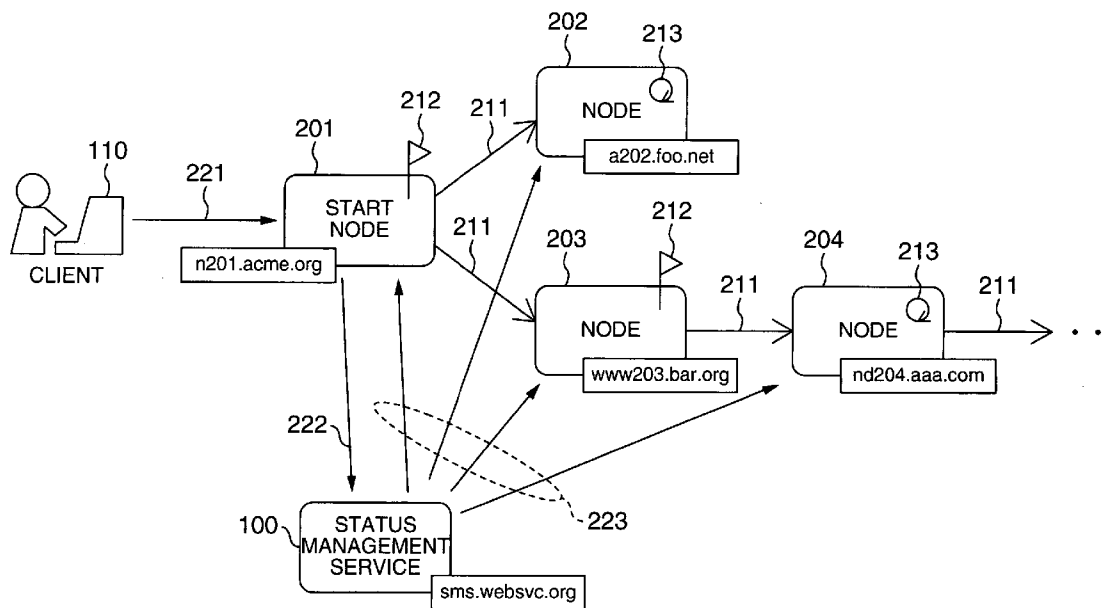 202
213
NODE
a202.foo.net
211
212
201
110
221
START
NODE
n201.acme.org
CLIENT
211
212
203
NODE
www203.bar.org
211
204
213
NODE
nd204.aaa.com
211
222
223
100
STATUS
MANAGEMENT
SERVICE
sms.websvc.org